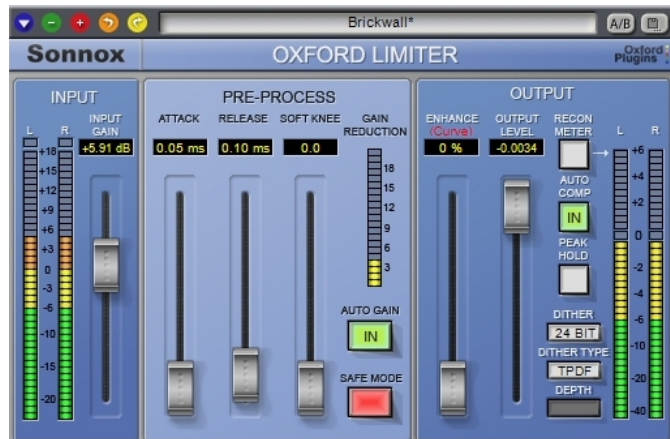 Brickwall*
A/B
Sonnox
OXFORD LIMITER
Oxford
Plugins
INPUT
L
R
INPUT
GAIN
+5.91 dB
+18
+15
+12
+9
+6
+3
0
-3
-6
-10
-15
-20
PRE-PROCESS
ATTACK
RELEASE
SOFT KNEE
GAIN
REDUCTION
0.05 ms
0.10 ms
0.0
18
15
12
9
6
3
AUTO GAIN
IN
SAFE MODE
OUTPUT
ENHANCE
(Curve)
0 %
OUTPUT
LEVEL
-0.0034
RECON
METER
L
R
AUTO
COMP
IN
PEAK
HOLD
DITHER
24 BIT
DITHER TYPE
TPDF
DEPTH
+6
+4
+2
0
-2
-4
-6
-10
-20
-40